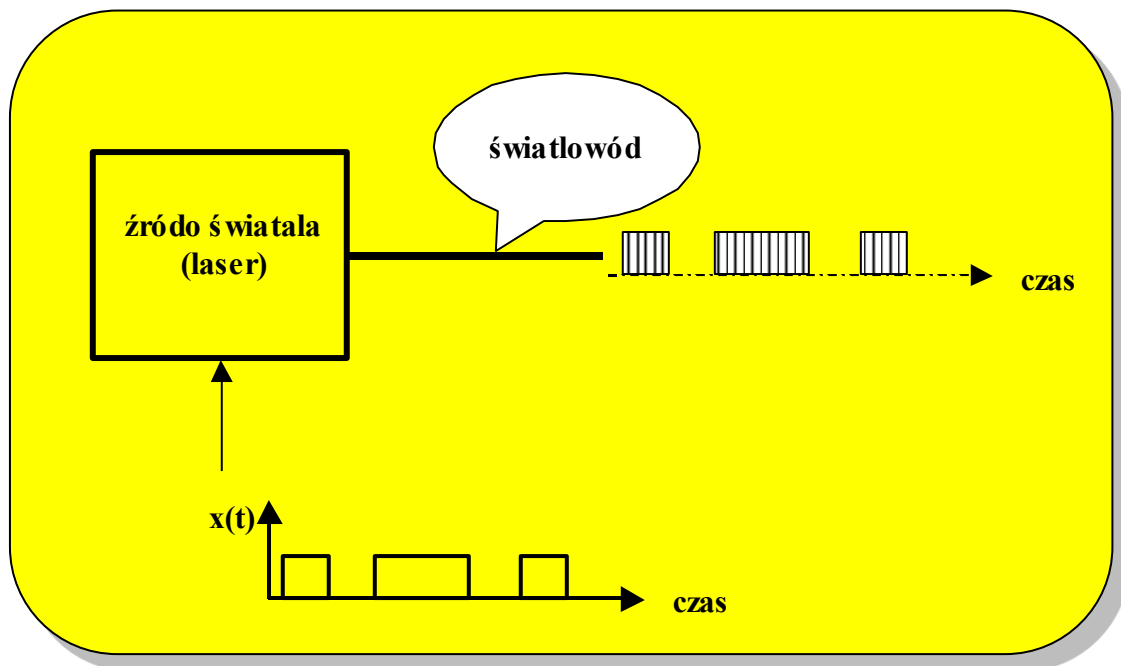 światlowód
źródo światala
(laser)
czas
x(t)
czas